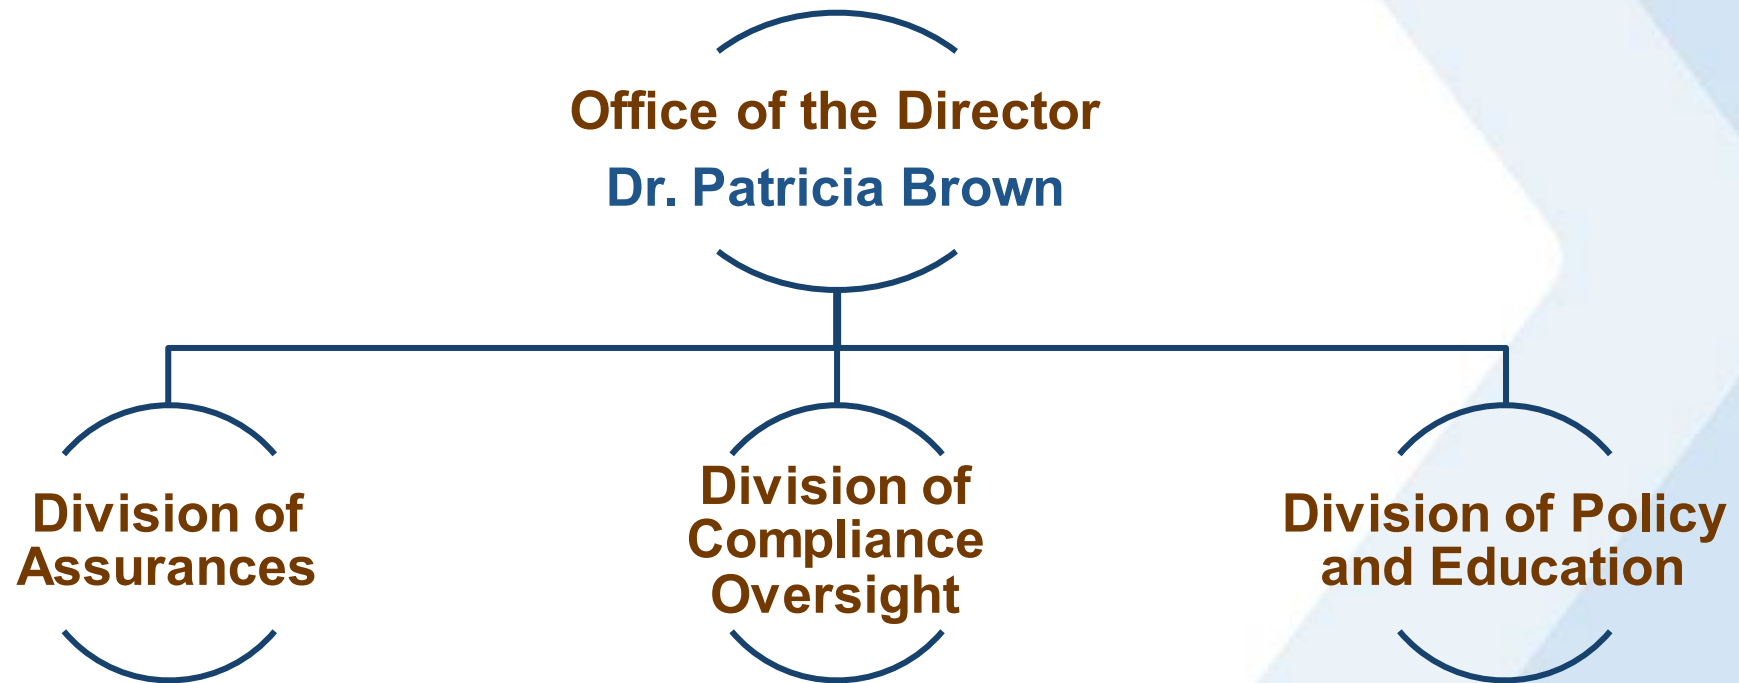 Office of the Director
Dr. Patricia Brown
Division of
Assurances
Division of
Compliance
Oversight
Division of Policy
and Education